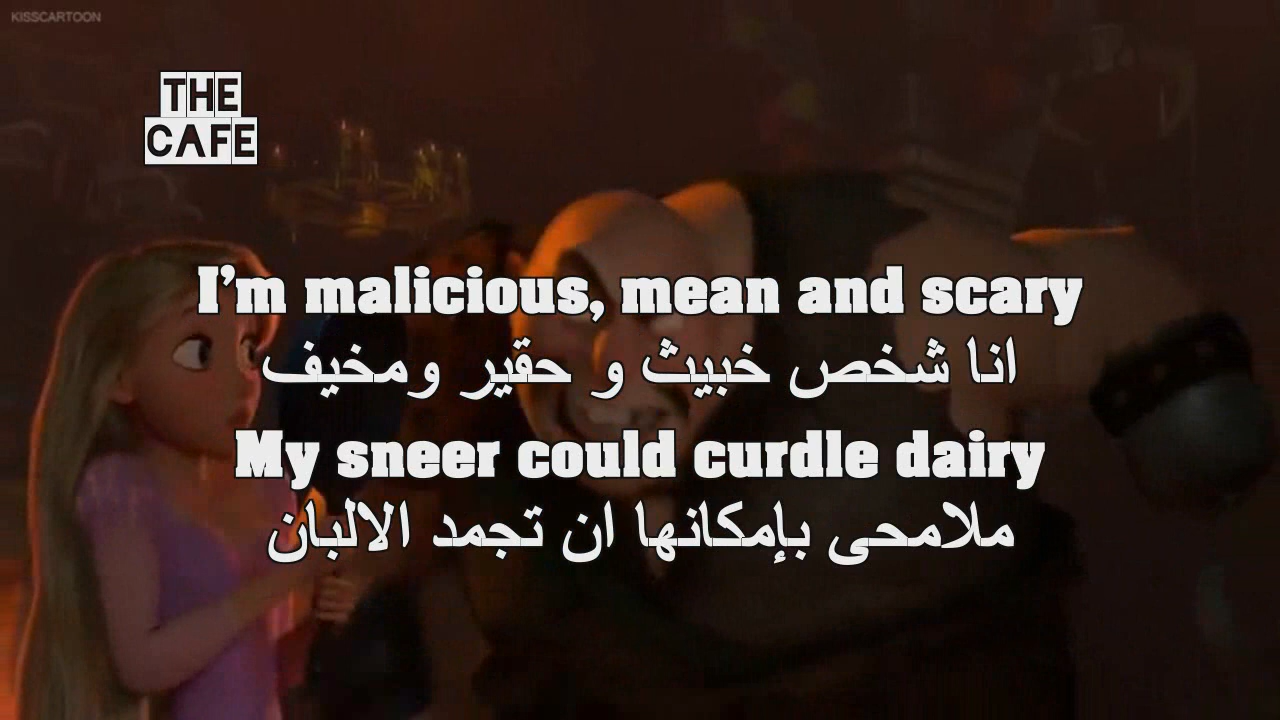 KISSCARTOON
THE
CAFE
I'm malicious, mean and scary
انا شخص خبيث و حقير ومخيف
My sneer could curdle dairy
ملامحى بإمكانها ان تجمد الالبان